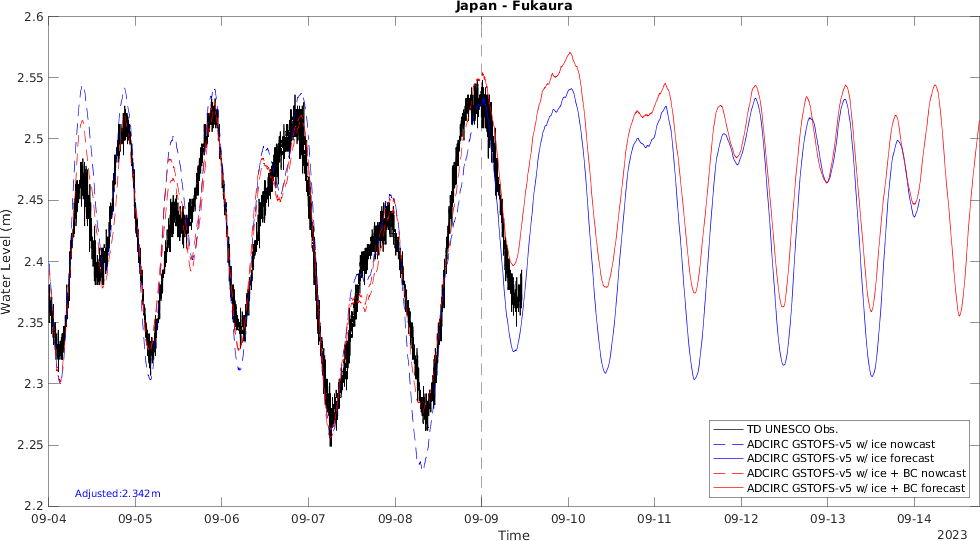 Japan - Fukaura
2.6
2.55
2.5
2.45
2.4
2.35
2.3
2.25
2.2
Water Level (m)
Adjusted:2.342m
TD UNESCO Obs.
ADCIRC GSTOFS-v5 w/ ice nowcast
ADCIRC GSTOFS-v5 w/ ice forecast
ADCIRC GSTOFS-v5 w/ ice + BC nowcast
ADCIRC GSTOFS-v5 w/ ice + BC forecast
09-04 09-05 09-06 09-07 09-08 09-09 09-10 09-11 09-12 09-13 09-14
Time
2023